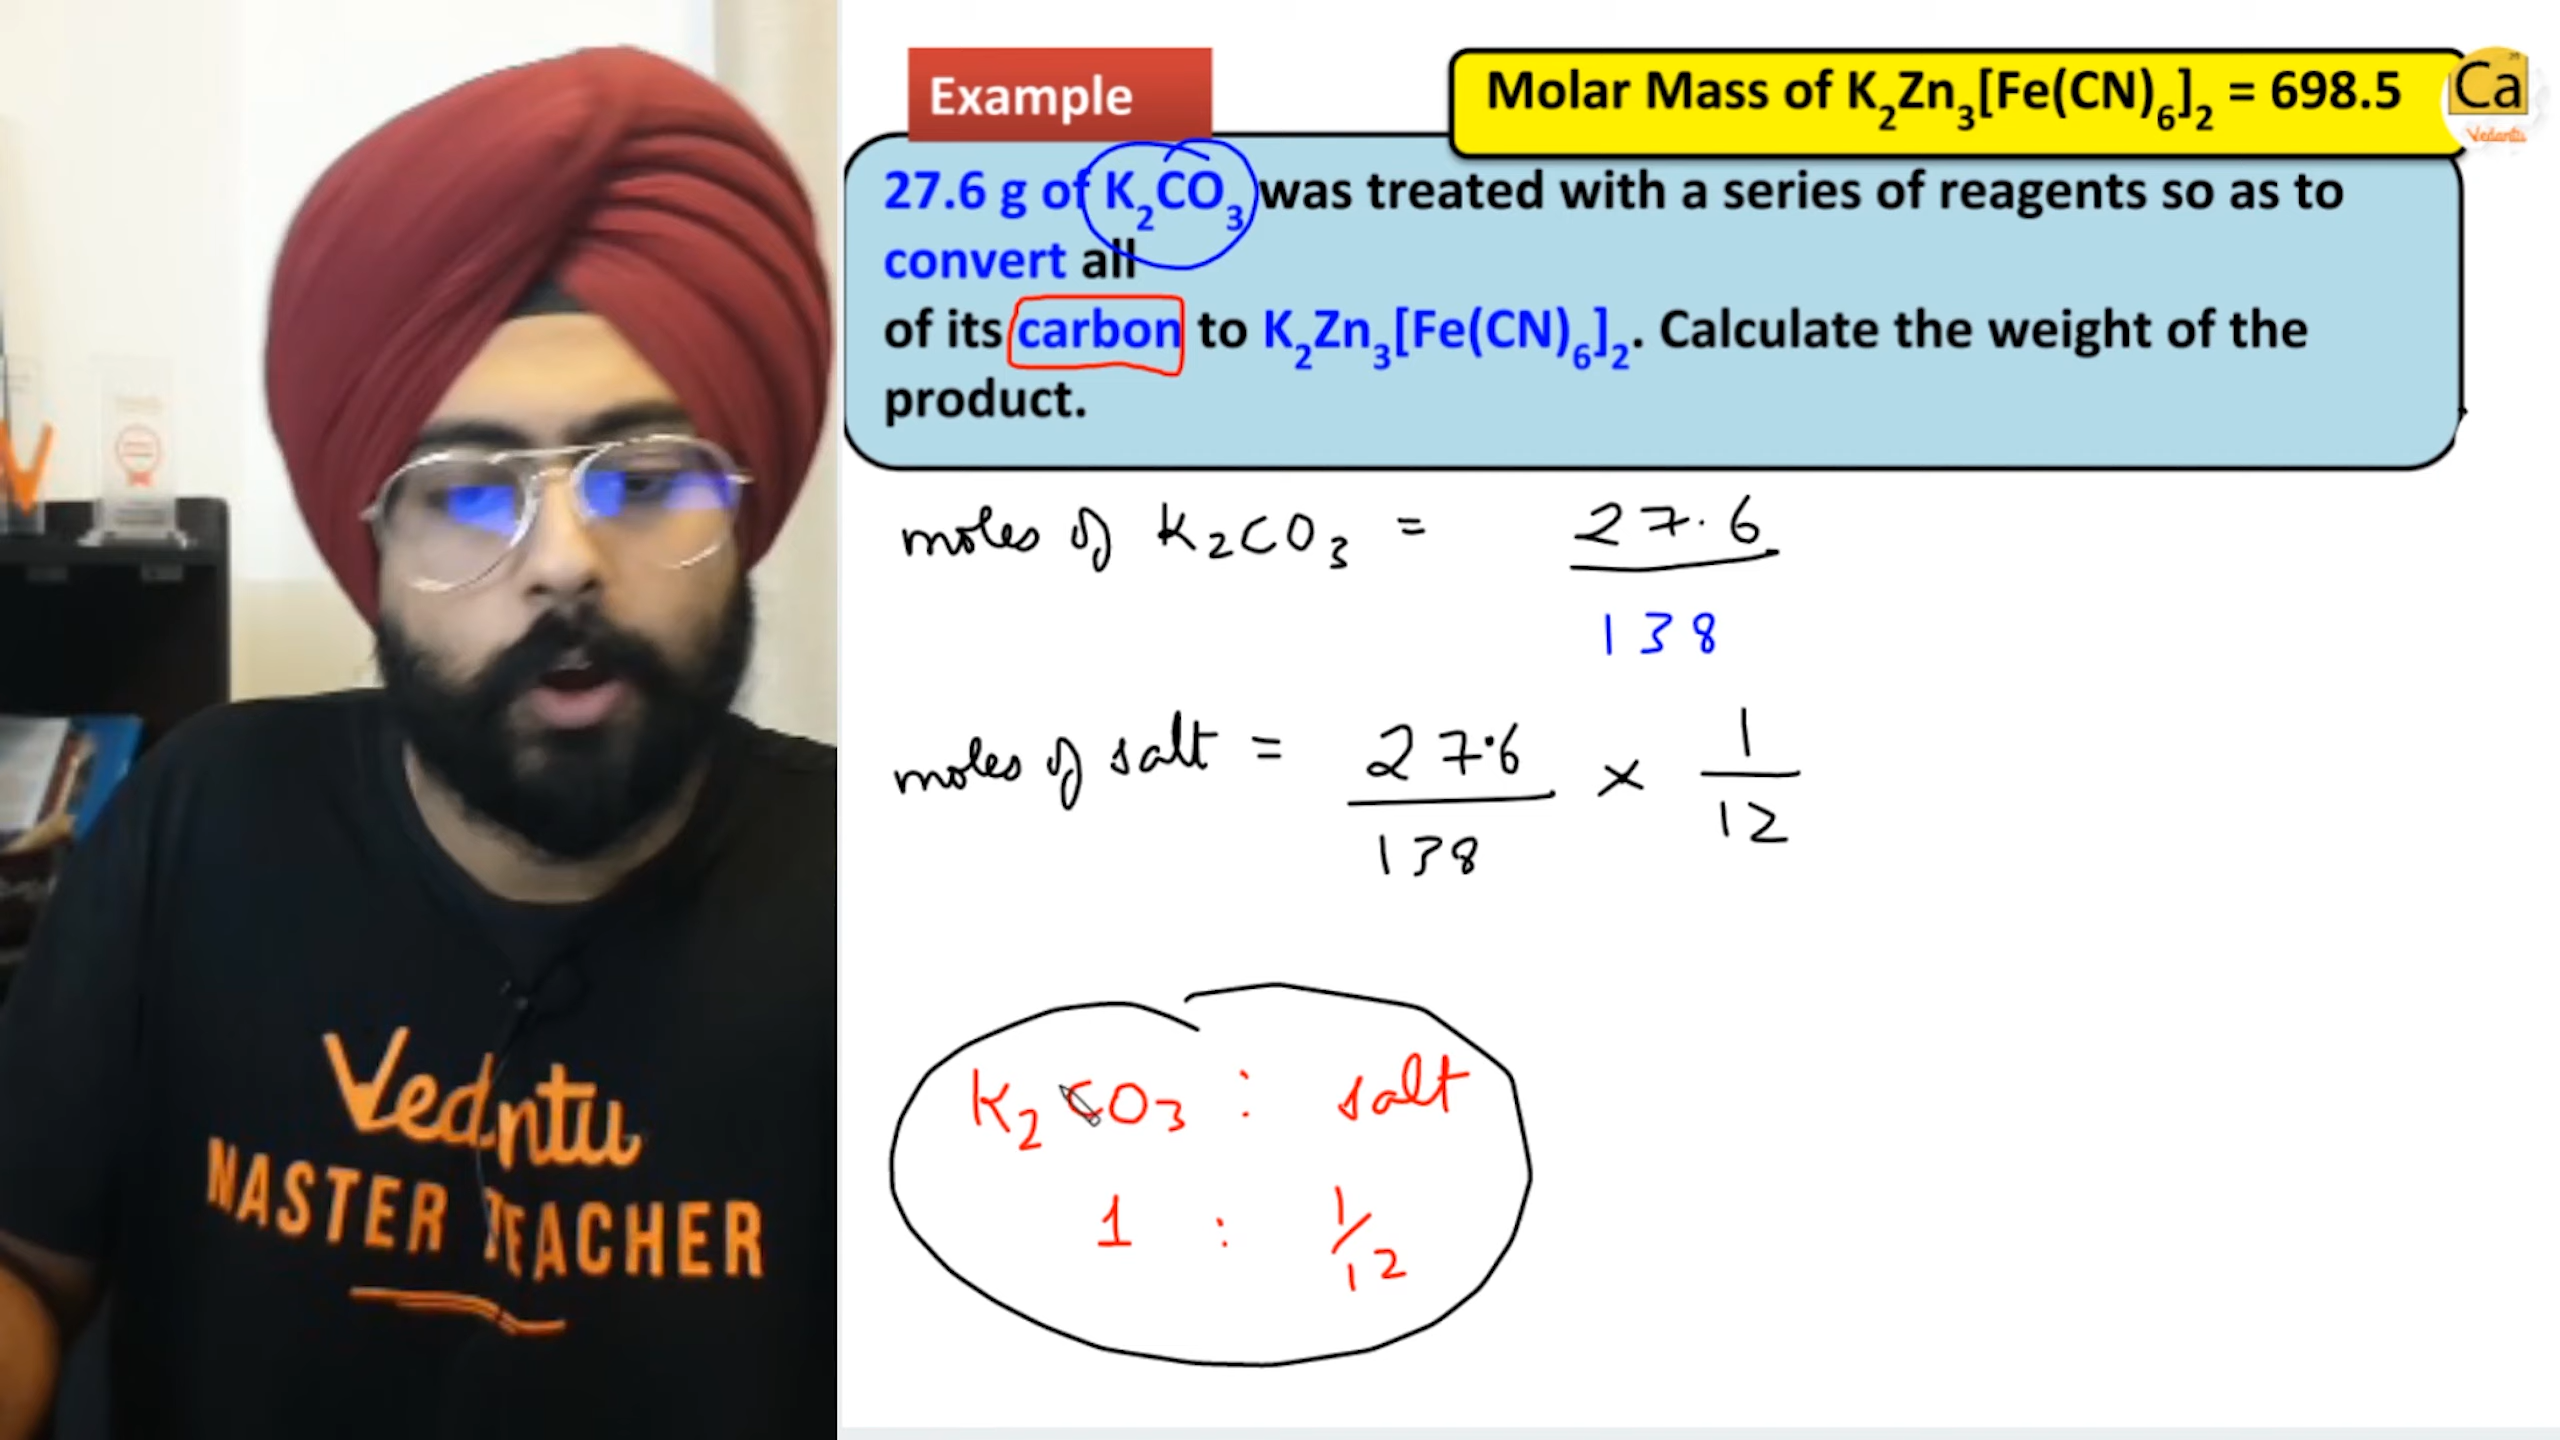 Example
Molar Mass of K₂Zn₃[Fe(CN)₆]₂ = 698.5
Ca
Vedantu
27.6 g of K₂CO₃ was treated with a series of reagents so as to
convert all
of its carbon to K₂Zn₃[Fe(CN)₆]₂. Calculate the weight of the
product.
moles of K₂CO₃ = 27.6
138
moles of salt = 27.6 × 1
138 12
K₂CO₃ : salt
1 : 1/12
Vedantu
MASTER TEACHER